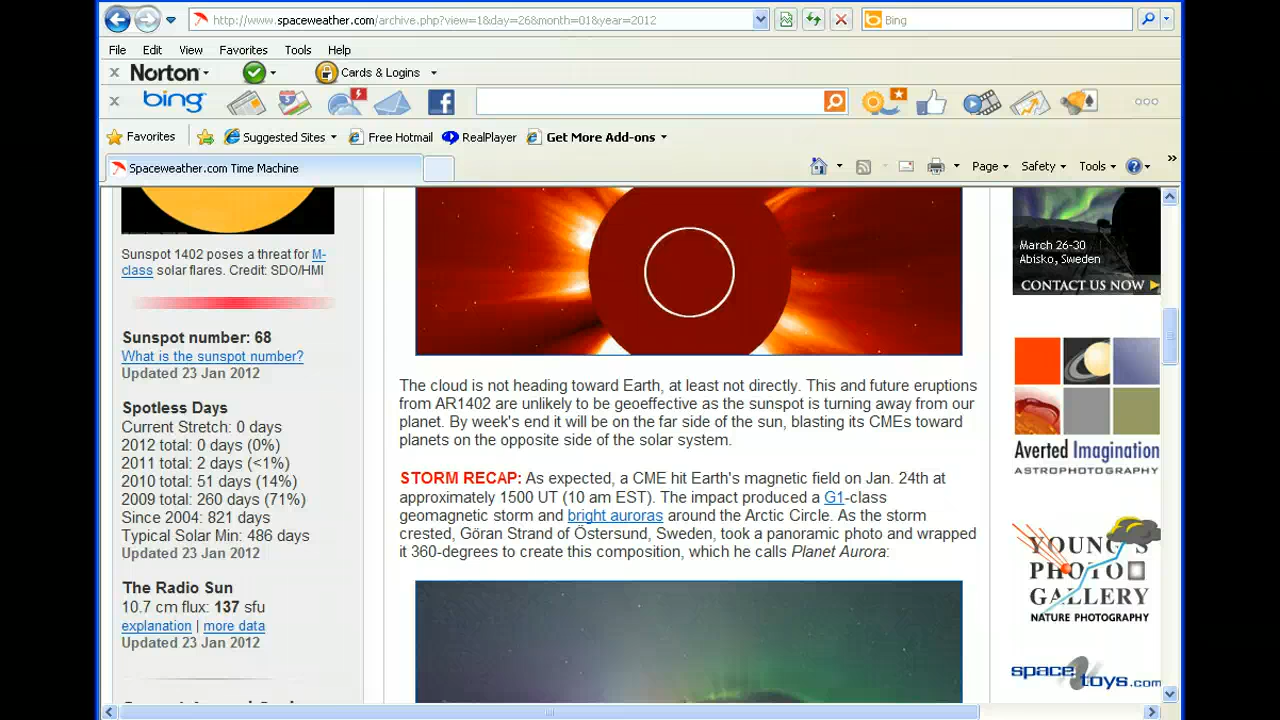 http://www.spaceweather.com/archive.php?view=1&day=26&month=01&year=2012
Bing
File Edit View Favorites Tools Help
Norton Cards & Logins
bing
Favorites Suggested Sites Free Hotmail RealPlayer Get More Add-ons
Spaceweather.com Time Machine
Page Safety Tools
Sunspot 1402 poses a threat for M-
class solar flares. Credit: SDO/HMI
Sunspot number: 68
What is the sunspot number?
Updated 23 Jan 2012
Spotless Days
Current Stretch: 0 days
2012 total: 0 days (0%)
2011 total: 2 days (<1%)
2010 total: 51 days (14%)
2009 total: 260 days (71%)
Since 2004: 821 days
Typical Solar Min: 486 days
Updated 23 Jan 2012
The Radio Sun
10.7 cm flux: 137 sfu
explanation | more data
Updated 23 Jan 2012
The cloud is not heading toward Earth, at least not directly. This and future eruptions
from AR1402 are unlikely to be geoeffective as the sunspot is turning away from our
planet. By week's end it will be on the far side of the sun, blasting its CMEs toward
planets on the opposite side of the solar system.
STORM RECAP: As expected, a CME hit Earth's magnetic field on Jan. 24th at
approximately 1500 UT (10 am EST). The impact produced a G1-class
geomagnetic storm and bright auroras around the Arctic Circle. As the storm
crested, Göran Strand of Östersund, Sweden, took a panoramic photo and wrapped
it 360-degrees to create this composition, which he calls Planet Aurora:
March 26-30
Abisko, Sweden
CONTACT US NOW
Averted Imagination
ASTROPHOTOGRAPHY
YOUNG'S
PHOTO
GALLERY
NATURE PHOTOGRAPHY
space toys.com